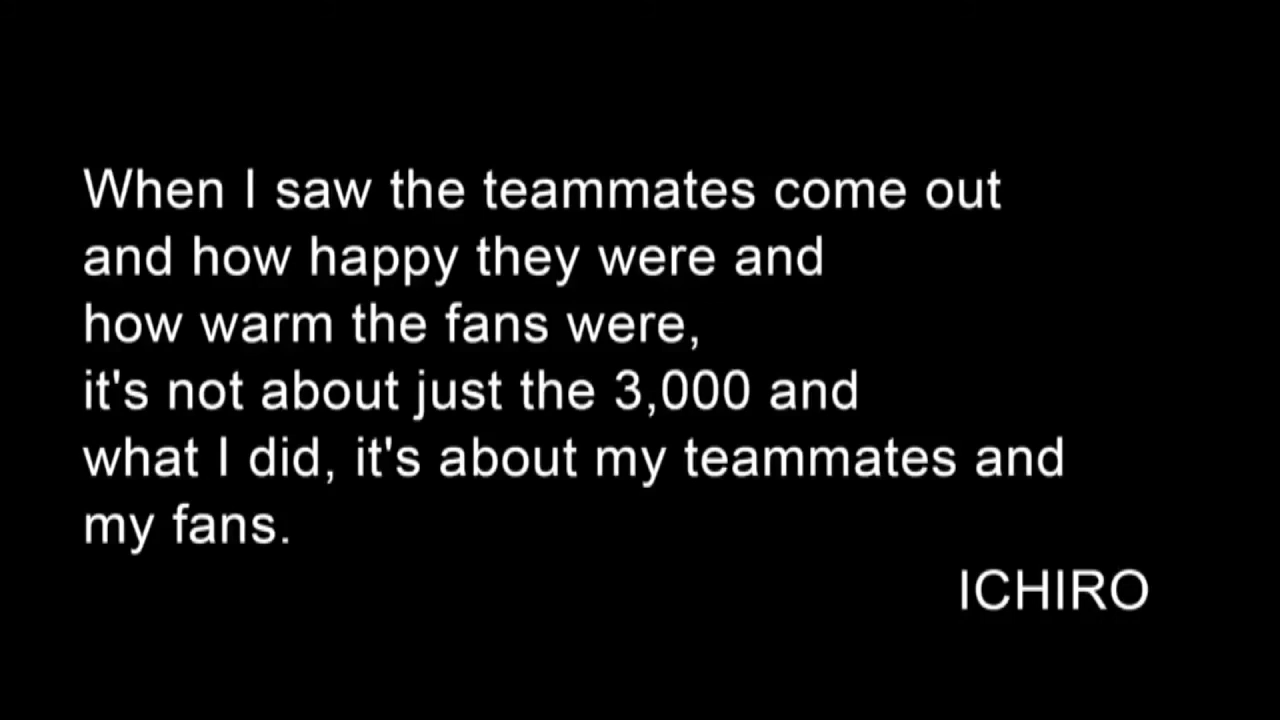 When I saw the teammates come out
and how happy they were and
how warm the fans were,
it's not about just the 3,000 and
what I did, it's about my teammates and
my fans.
ICHIRO